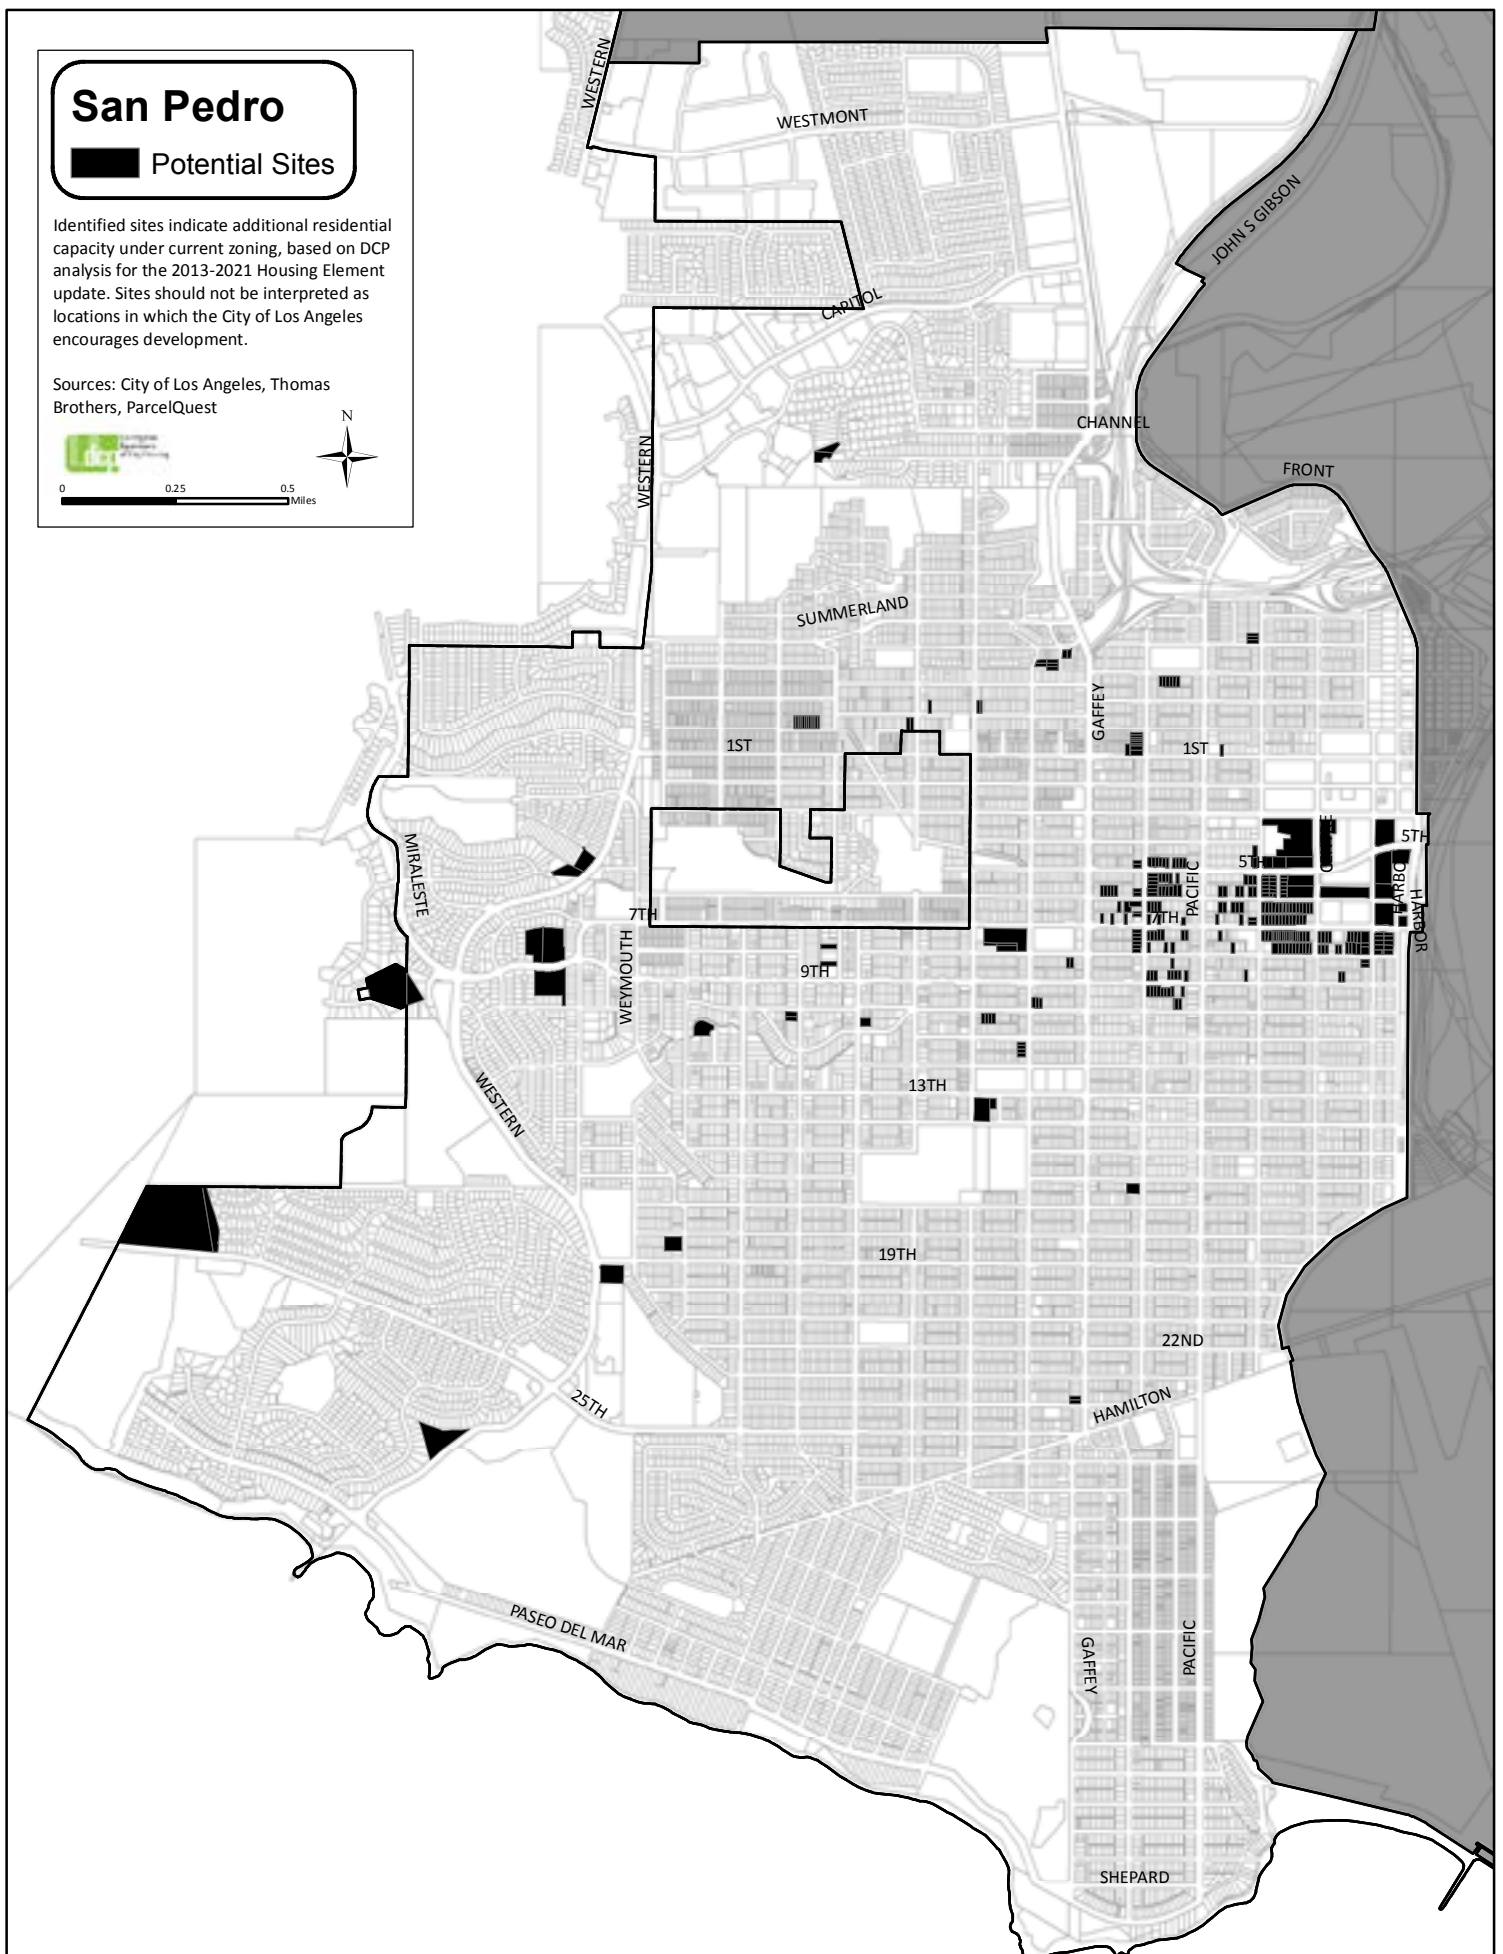 San Pedro
Potential Sites
Identified sites indicate additional residential
capacity under current zoning, based on DCP
analysis for the 2013-2021 Housing Element
update. Sites should not be interpreted as
locations in which the City of Los Angeles
encourages development.
Sources: City of Los Angeles, Thomas
Brothers, ParcelQuest
N
dcp
0 0.25 0.5
Miles
WESTERN
WESTMONT
JOHN S GIBSON
CAPITOL
CHANNEL
WESTERN
FRONT
SUMMERLAND
GAFFEY
1ST
1ST
MIRALESTE
5TH
5TH
PACIFIC
HARBOR
7TH
7TH
WEYMOUTH
9TH
WESTERN
13TH
19TH
22ND
25TH
HAMILTON
PASEO DEL MAR
GAFFEY
PACIFIC
SHEPARD